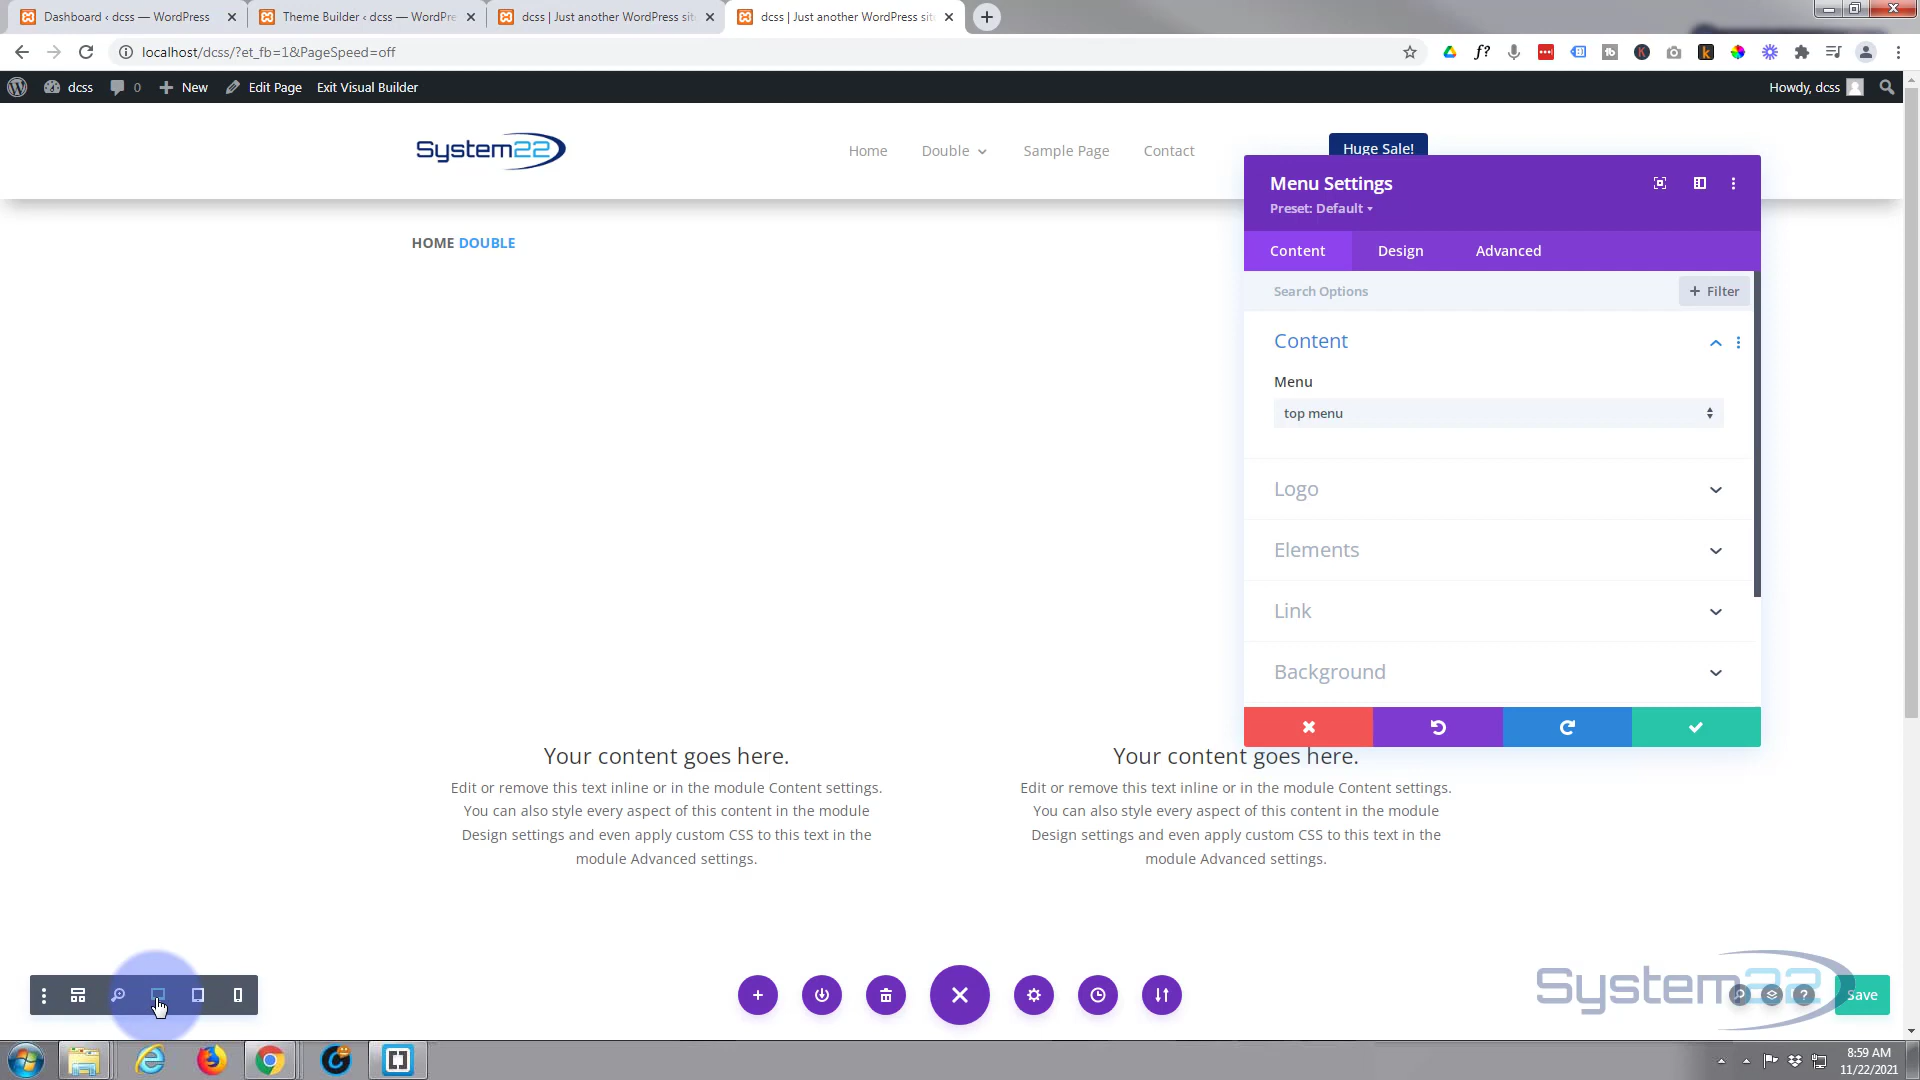 Dashboard ‹ dcss — WordPress
Theme Builder ‹ dcss — WordPre
dcss | Just another WordPress sit
dcss | Just another WordPress sit
localhost/dcss/?et_fb=1&PageSpeed=off
dcss
0
New
Edit Page
Exit Visual Builder
Howdy, dcss
System22
Home
Double
Sample Page
Contact
Huge Sale!
HOME DOUBLE
Menu Settings
Preset: Default
Content
Design
Advanced
Search Options
+ Filter
Content
Menu
top menu
Logo
Elements
Link
Background
Your content goes here.
Edit or remove this text inline or in the module Content settings.
You can also style every aspect of this content in the module
Design settings and even apply custom CSS to this text in the
module Advanced settings.
Your content goes here.
Edit or remove this text inline or in the module Content settings.
You can also style every aspect of this content in the module
Design settings and even apply custom CSS to this text in the
module Advanced settings.
System22
?
Save
8:59 AM
11/22/2021